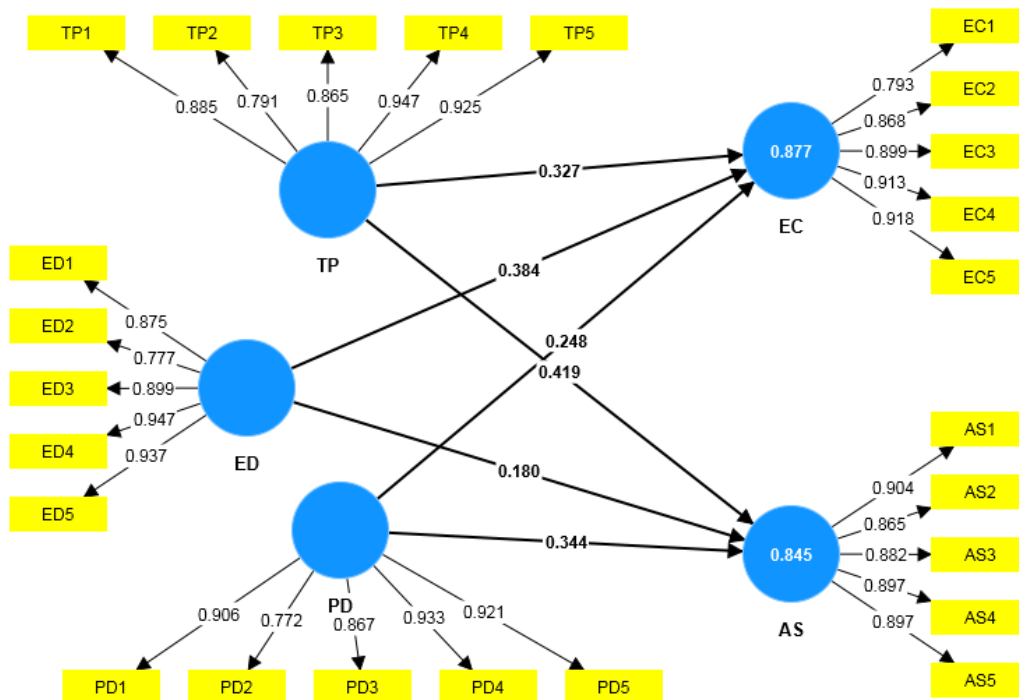 TP1 TP2 TP3 TP4 TP5
0.885 0.791 0.865 0.947 0.925
TP
EC1
EC2
EC3
EC4
EC5
0.793
0.868
0.899
0.913
0.918
0.877
EC
0.327
0.384
0.248
0.419
0.180
0.344
ED1
ED2
ED3
ED4
ED5
0.875
0.777
0.899
0.947
0.937
ED
AS1
AS2
AS3
AS4
AS5
0.904
0.865
0.882
0.897
0.897
0.845
AS
PD
0.906 0.772 0.867 0.933 0.921
PD1 PD2 PD3 PD4 PD5